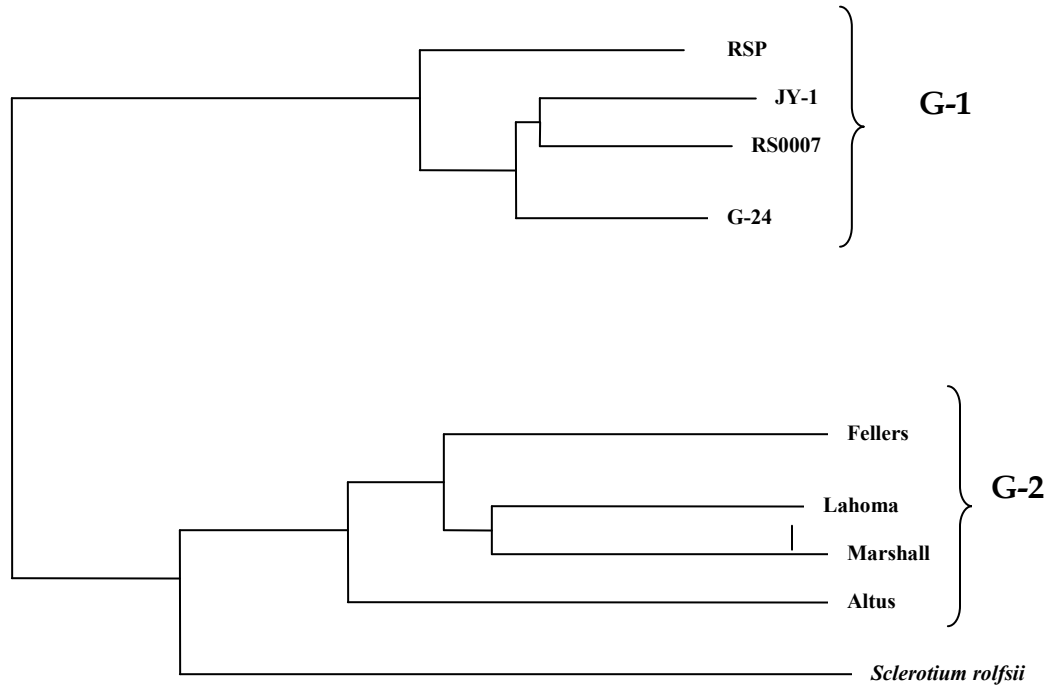 RSP
JY-1
G-1
RS0007
G-24
Fellers
G-2
Lahoma
Marshall
Altus
Sclerotium rolfsii